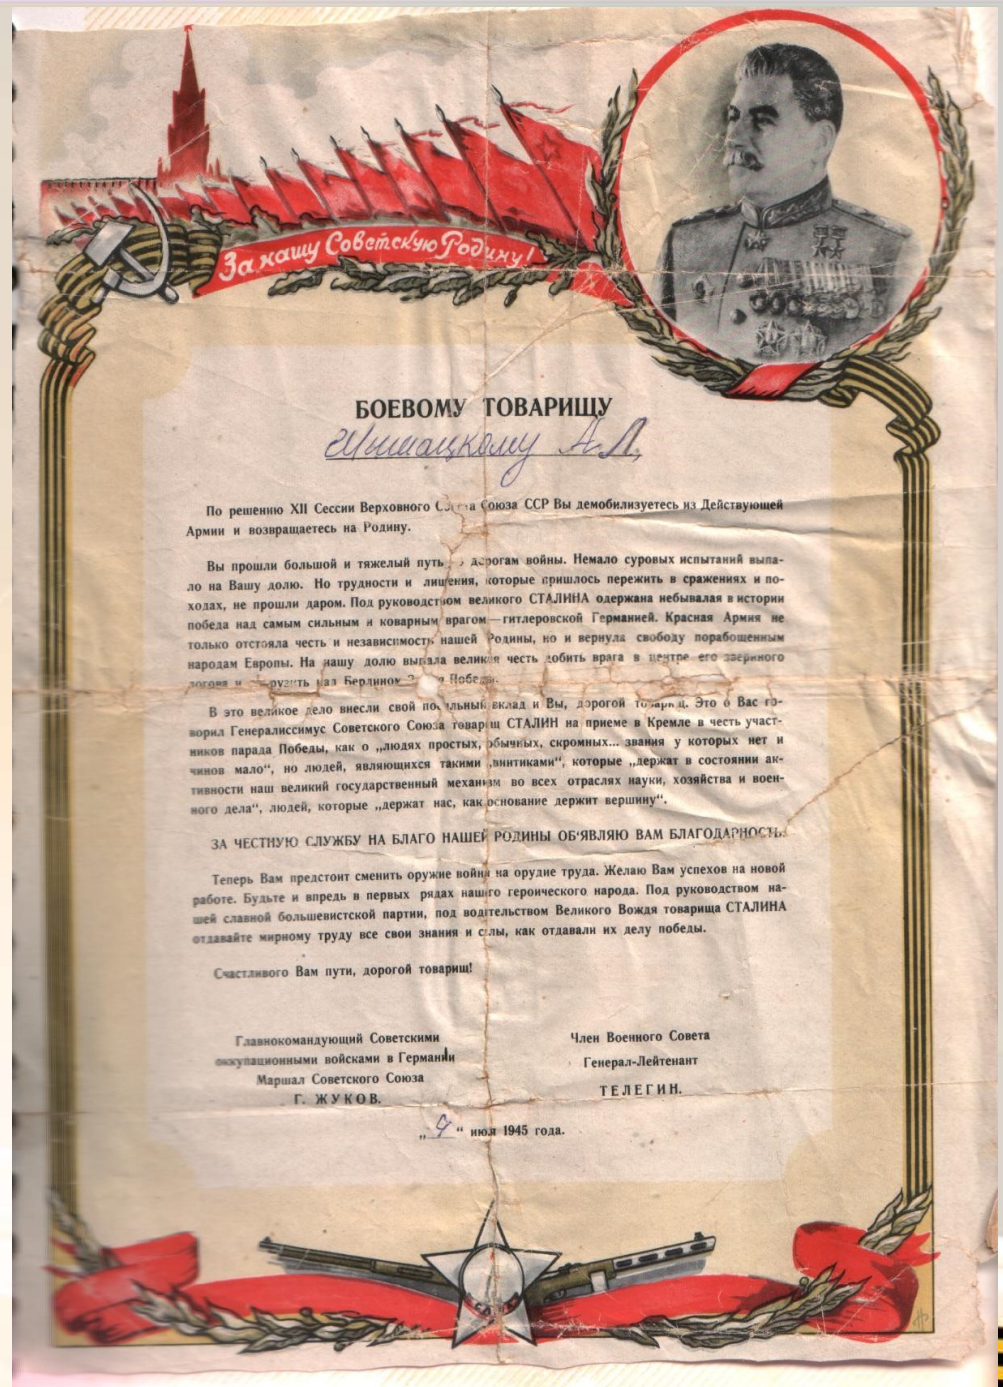 За нашу Советскую Родину!
БОЕВОМУ ТОВАРИЩУ
А. Л.
По решению XII Сессии Верховного Совета Союза ССР Вы демобилизуетесь из Действующей
Армии и возвращаетесь на Родину.
Вы прошли большой и тяжелый путь по дорогам войны. Немало суровых испытаний выпа-
ло на Вашу долю. Но трудности и лишения, которые пришлось пережить в сражениях и по-
ходах, не прошли даром. Под руководством великого СТАЛИНА одержана небывалая в истории
победа над самым сильным и коварным врагом — гитлеровской Германией. Красная Армия не
только отстояла честь и независимость нашей Родины, но и вернула свободу порабощенным
народам Европы. На нашу долю выпала великая честь добить врага в центре его звериного
логова и водрузить над Берлином Знамя Победы.
В это великое дело внесли свой посильный вклад и Вы, дорогой товарищ. Это о Вас го-
ворил Генералиссимус Советского Союза товарищ СТАЛИН на приеме в Кремле в честь участ-
ников парада Победы, как о „людях простых, обычных, скромных... звания у которых нет и
чинов мало“, но людей, являющихся такими „винтиками“, которые „держат в состоянии ак-
тивности наш великий государственный механизм во всех отраслях науки, хозяйства и воен-
ного дела“, людей, которые „держат нас, как основание держит вершину“.
ЗА ЧЕСТНУЮ СЛУЖБУ НА БЛАГО НАШЕЙ РОДИНЫ ОБ'ЯВЛЯЮ ВАМ БЛАГОДАРНОСТЬ.
Теперь Вам предстоит сменить оружие войны на орудие труда. Желаю Вам успехов на новой
работе. Будьте и впредь в первых рядах нашего героического народа. Под руководством на-
шей славной большевистской партии, под водительством Великого Вождя товарища СТАЛИНА
отдавайте мирному труду все свои знания и силы, как отдавали их делу победы.
Счастливого Вам пути, дорогой товарищ!
Главнокомандующий Советскими
оккупационными войсками в Германии
Маршал Советского Союза
Г. ЖУКОВ.
Член Военного Совета
Генерал-Лейтенант
ТЕЛЕГИН.
„9“ июл 1945 года.